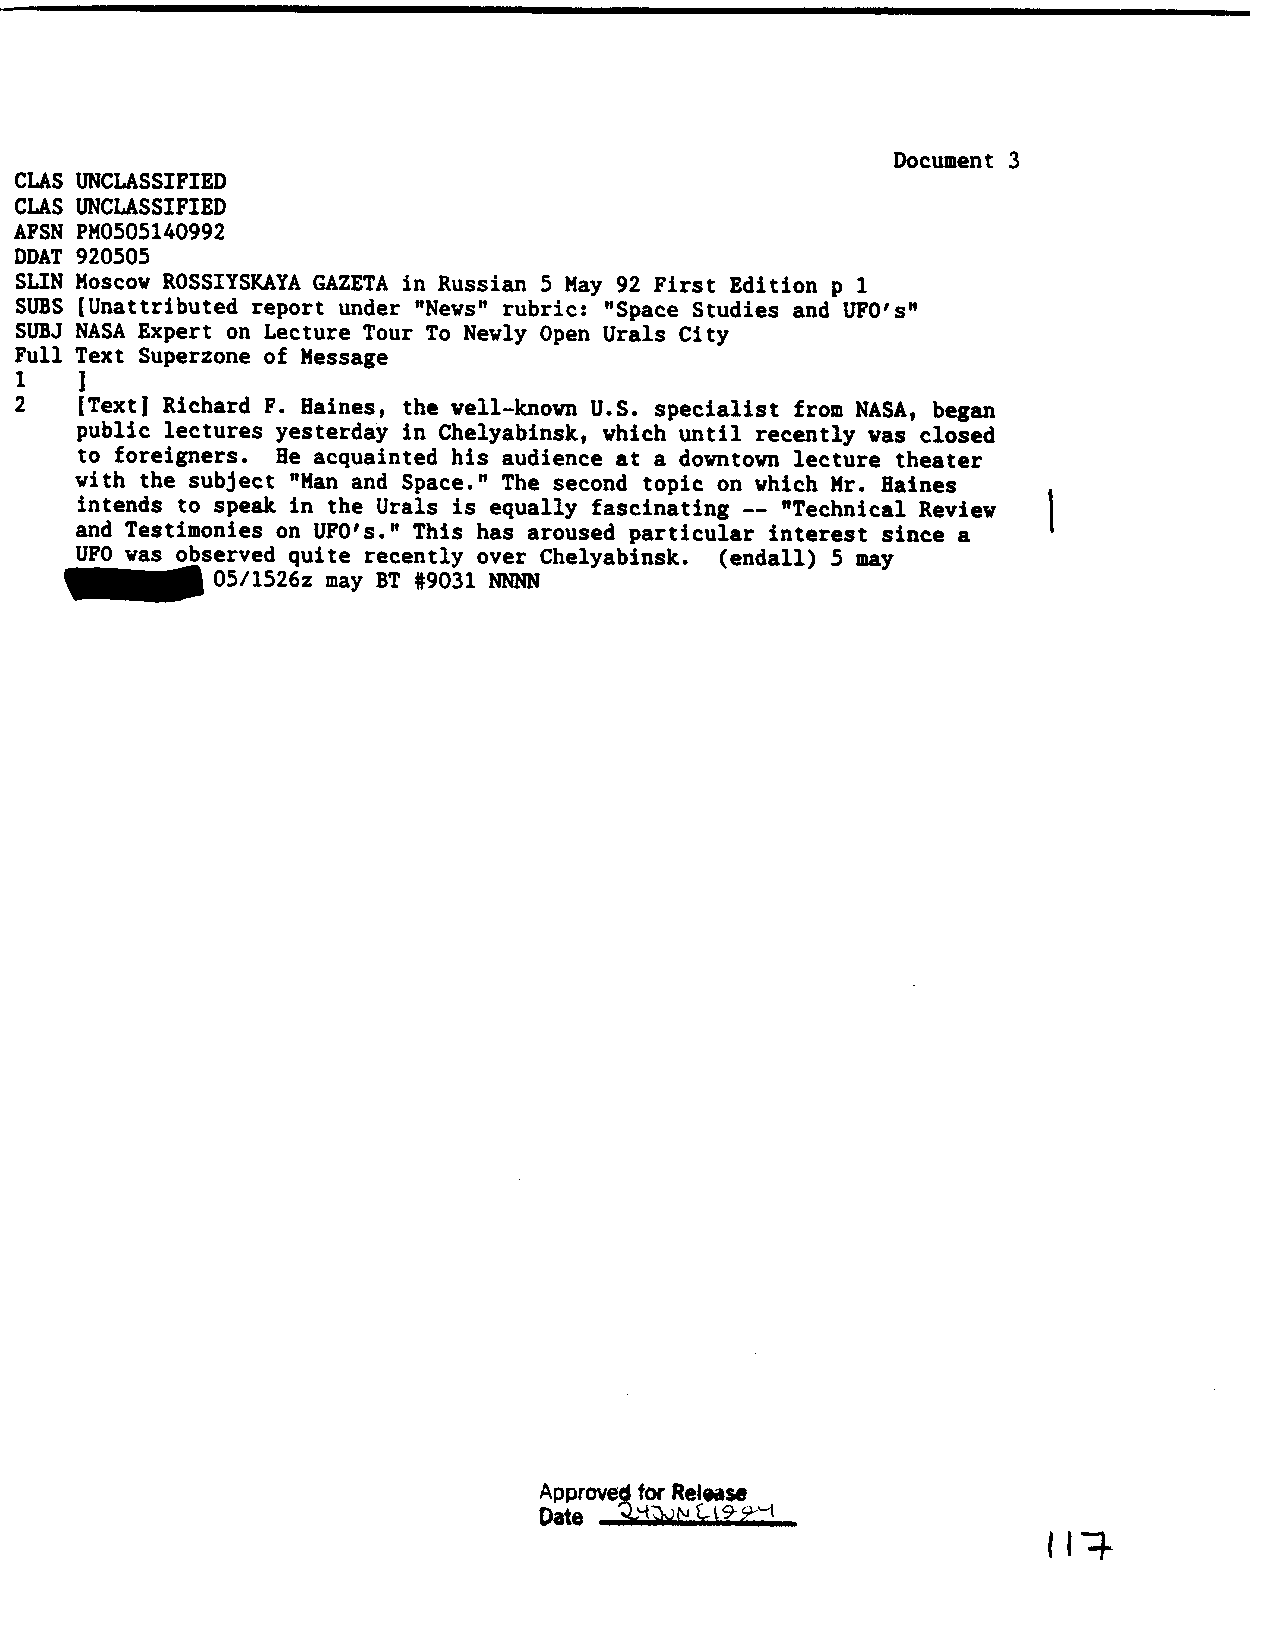 Document 3
CLAS UNCLASSIFIED
CLAS UNCLASSIFIED
AFSN PM0505140992
DDAT 920505
SLIN Moscow ROSSIYSKAYA GAZETA in Russian 5 May 92 First Edition p 1
SUBS [Unattributed report under "News" rubric: "Space Studies and UFO's"
SUBJ NASA Expert on Lecture Tour To Newly Open Urals City
Full Text Superzone of Message
1 ]
2 [Text] Richard F. Haines, the well-known U.S. specialist from NASA, began
public lectures yesterday in Chelyabinsk, which until recently was closed
to foreigners. He acquainted his audience at a downtown lecture theater
with the subject "Man and Space." The second topic on which Mr. Haines
intends to speak in the Urals is equally fascinating -- "Technical Review
and Testimonies on UFO's." This has aroused particular interest since a
UFO was observed quite recently over Chelyabinsk. (endall) 5 may
05/1526z may BT #9031 NNNN
Approved for Release
Date 24JUNE1994
117